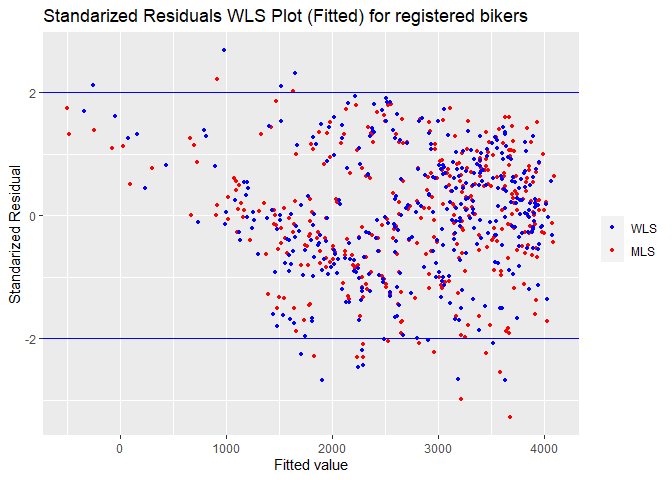 Standarized Residuals WLS Plot (Fitted) for registered bikers
Standarized Residual
2
0
-2
0
1000
2000
3000
4000
Fitted value
WLS
MLS